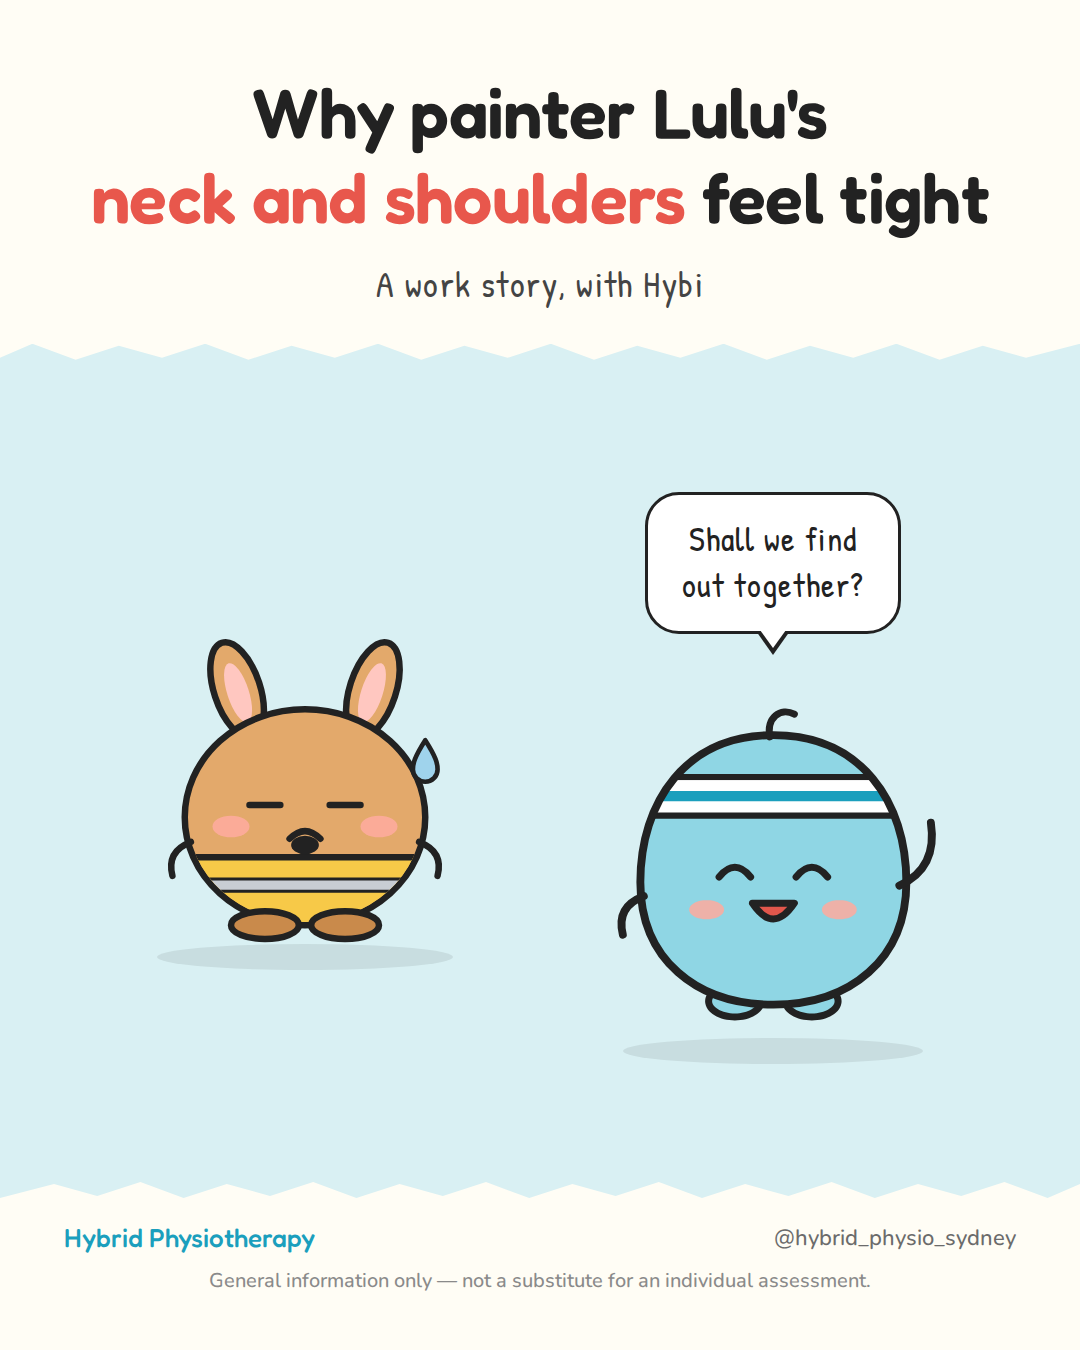 Why painter Lulu's
neck and shoulders feel tight
A work story, with Hybi
Shall we find
out together?
Hybrid Physiotherapy
@hybrid_physio_sydney
General information only — not a substitute for an individual assessment.